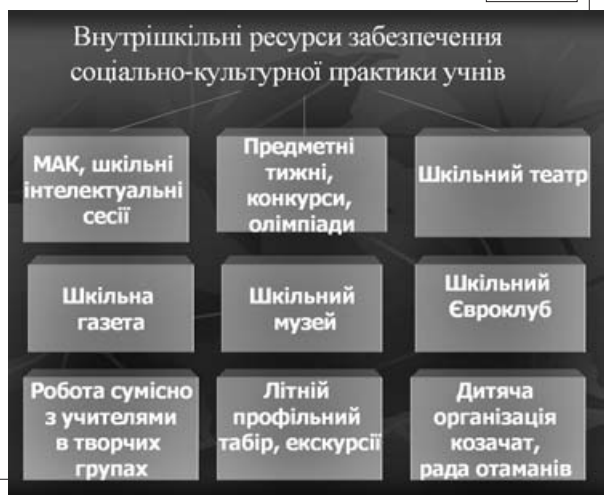 Внутрішкільні ресурси забезпечення
соціально-культурної практики учнів
МАК, шкільні
інтелектуальні
сесії
Предметні
тижні,
конкурси,
олімпіади
Шкільний театр
Шкільна
газета
Шкільний
музей
Шкільний
Євроклуб
Робота сумісно
з учителями
в творчих
групах
Літній
профільний
табір, екскурсії
Дитяча
організація
козачат,
рада отаманів